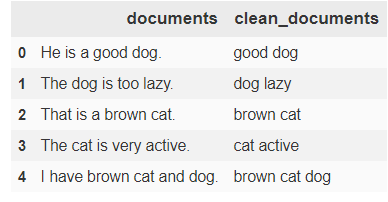 documents clean_documents
0 He is a good dog. good dog
1 The dog is too lazy. dog lazy
2 That is a brown cat. brown cat
3 The cat is very active. cat active
4 I have brown cat and dog. brown cat dog